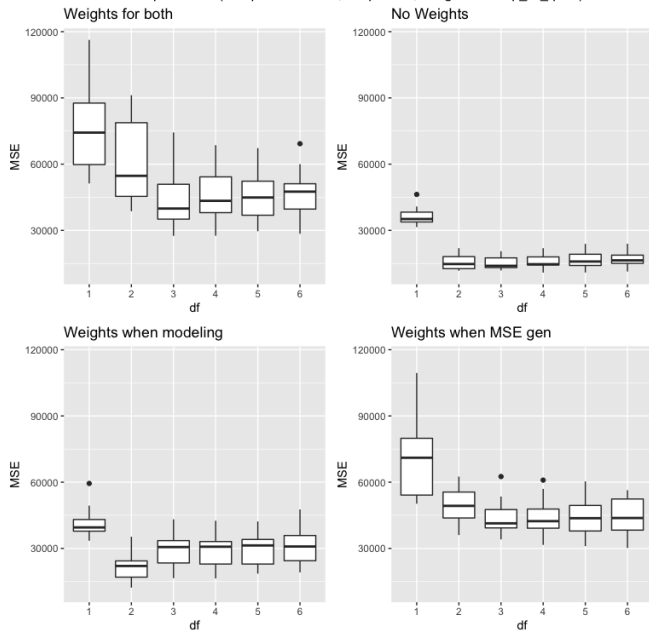 Weights for both
120000
90000
60000
30000
MSE
1 2 3 4 5 6
df
No Weights
120000
90000
60000
30000
MSE
1 2 3 4 5 6
df
Weights when modeling
120000
90000
60000
30000
MSE
1 2 3 4 5 6
df
Weights when MSE gen
120000
90000
60000
30000
MSE
1 2 3 4 5 6
df